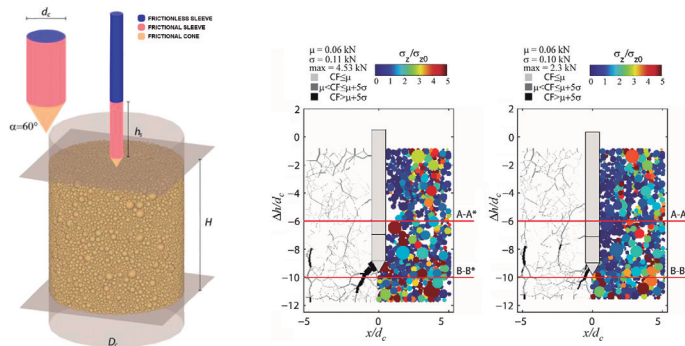 d_c
FRICTIONLESS SLEEVE
FRICTIONAL SLEEVE
FRICTIONAL CONE
α=60°
h_s
H
D_c
μ = 0.06 kN
σ = 0.11 kN
max = 4.53 kN
CF≤μ
μ<CF≤μ+5σ
CF>μ+5σ
σ_z/σ_z0
0 1 2 3 4 5
Δh/d_c
2
0
−2
−4
−6
−8
−10
−12
A-A*
B-B*
−5 0 5
x/d_c
μ = 0.06 kN
σ = 0.10 kN
max = 2.3 kN
CF≤μ
μ<CF≤μ+5σ
CF>μ+5σ
σ_z/σ_z0
0 1 2 3 4 5
Δh/d_c
2
0
−2
−4
−6
−8
−10
−12
A-A
B-B
−5 0 5
x/d_c